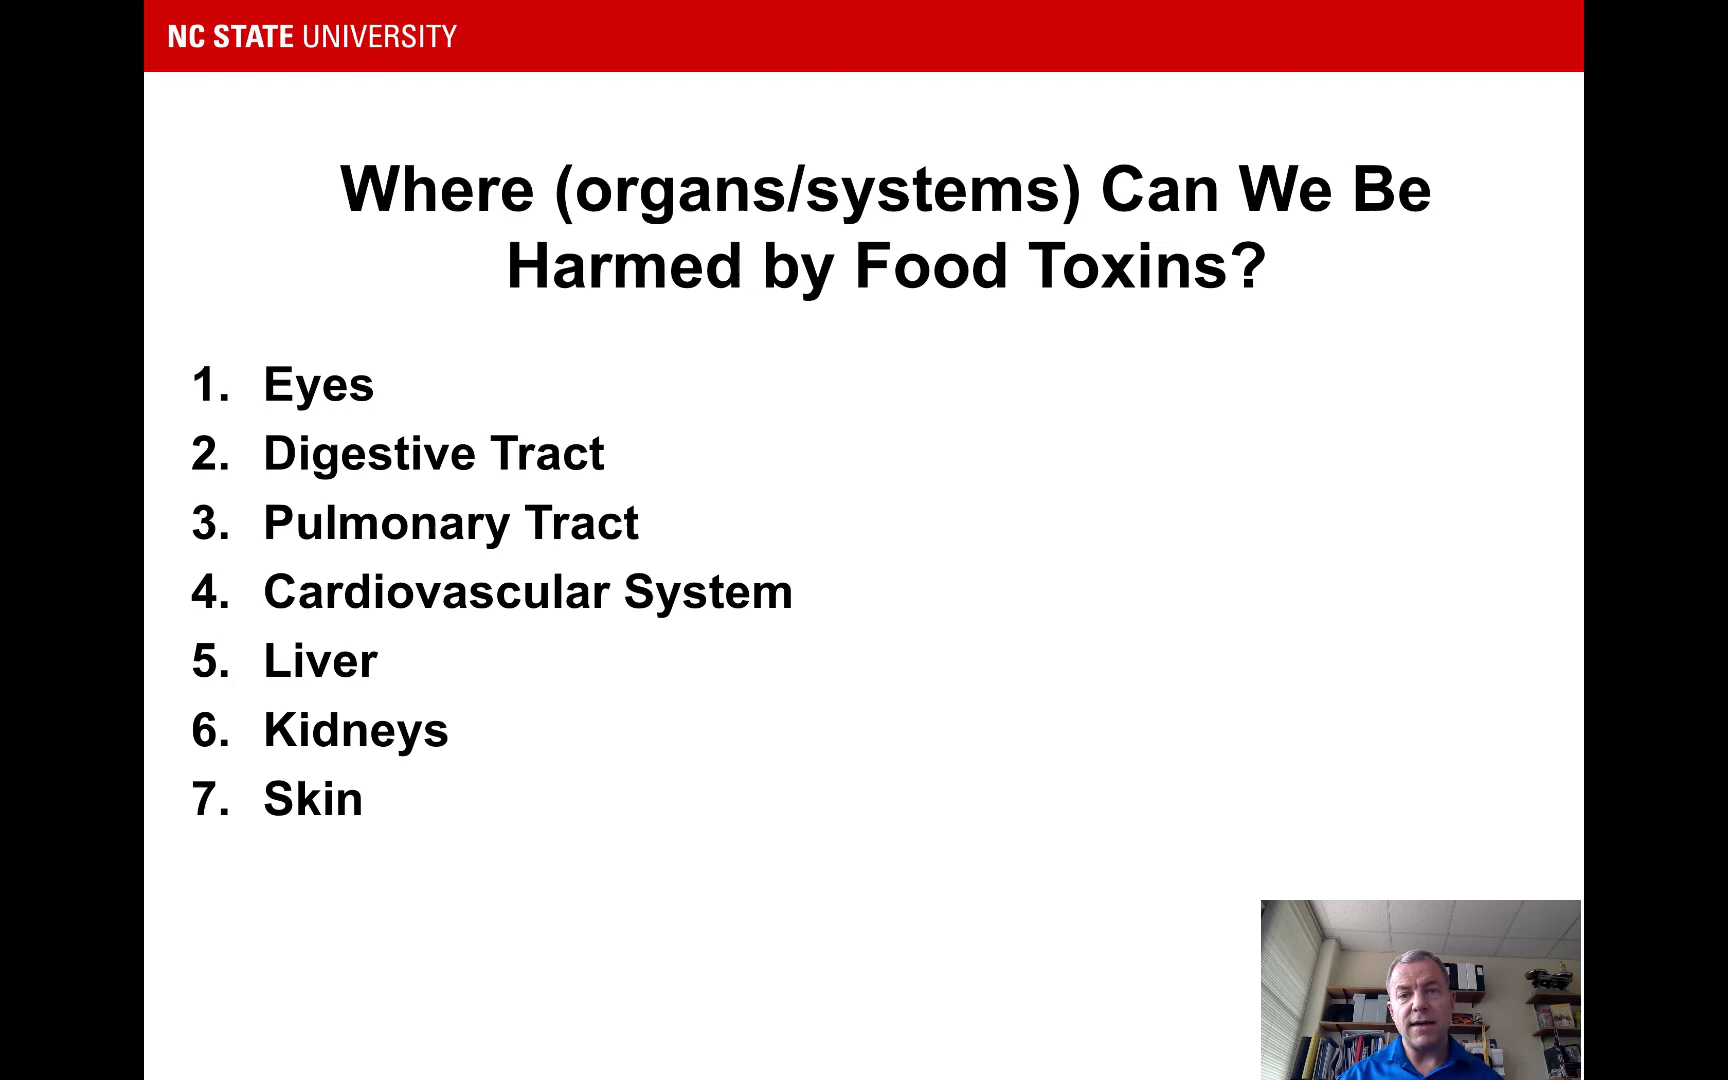 NC STATE UNIVERSITY
Where (organs/systems) Can We Be
Harmed by Food Toxins?
1. Eyes
2. Digestive Tract
3. Pulmonary Tract
4. Cardiovascular System
5. Liver
6. Kidneys
7. Skin